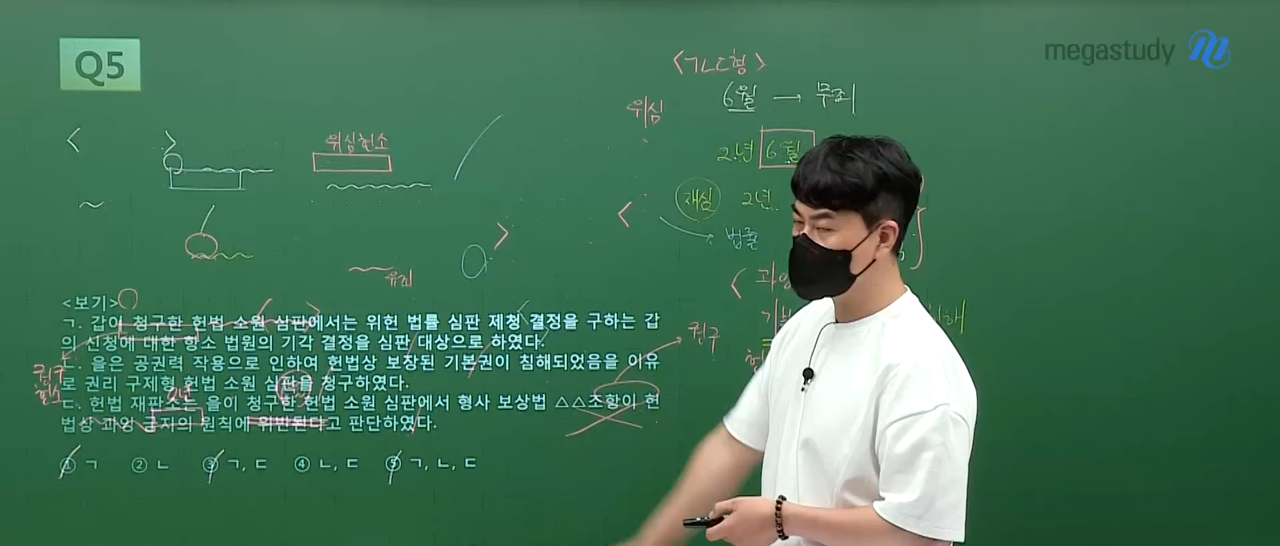 Q5
megastudy
<ㄱㄴㄷ형>
6월 → 무죄
위심
위심헌소
2년 6월
재심 2년
법률
유죄
<보기>
ㄱ. 갑이 청구한 헌법 소원 심판에서는 위헌 법률 심판 제청 결정을 구하는 갑
의 신청에 대한 항소 법원의 기각 결정을 심판 대상으로 하였다.
ㄴ. 을은 공권력 작용으로 인하여 헌법상 보장된 기본권이 침해되었음을 이유
로 권리 구제형 헌법 소원 심판을 청구하였다.
ㄷ. 헌법 재판소는 을이 청구한 헌법 소원 심판에서 형사 보상법 △△조항이 헌
법상 과잉 금지의 원칙에 위반된다고 판단하였다.
① ㄱ ② ㄴ ③ ㄱ, ㄷ ④ ㄴ, ㄷ ⑤ ㄱ, ㄴ, ㄷ